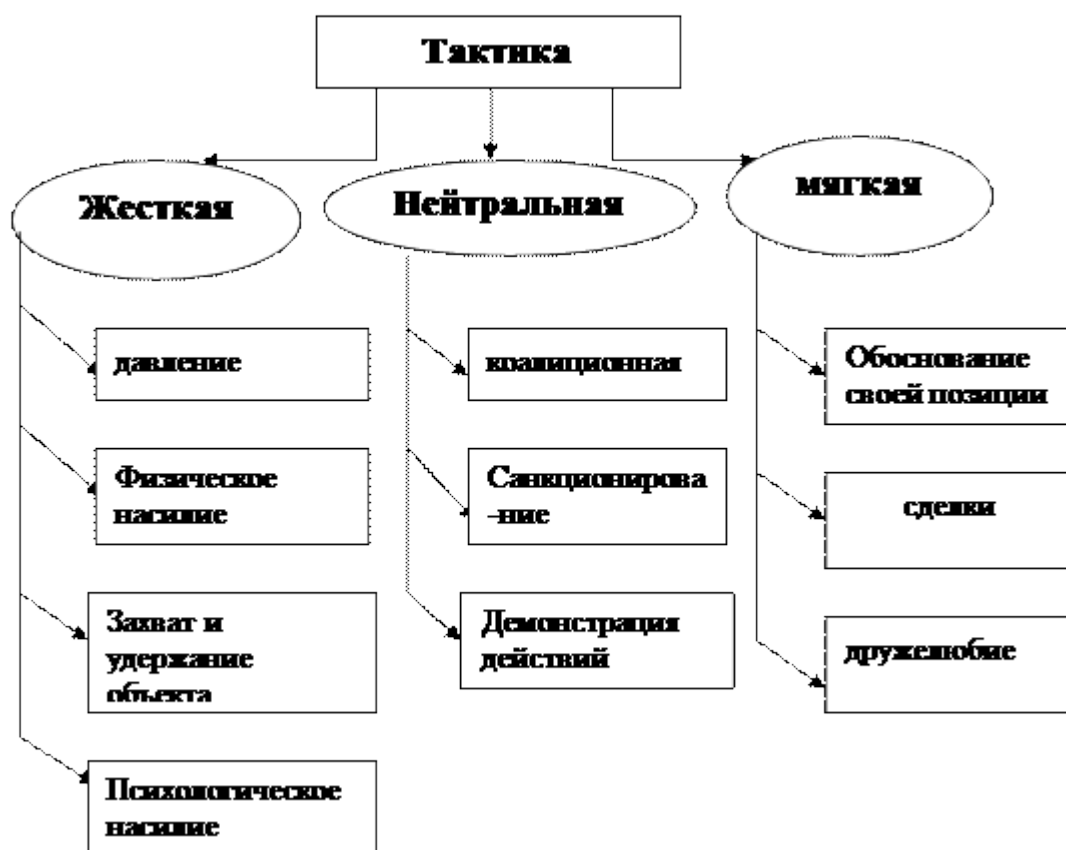 Тактика
Жесткая
Нейтральная
мягкая
давление
Физическое
насилие
Захват и
удержание
объекта
Психологическое
насилие
коалиционная
Санкционирова
-ние
Демонстрация
действий
Обоснование
своей позиции
сделки
дружелюбие